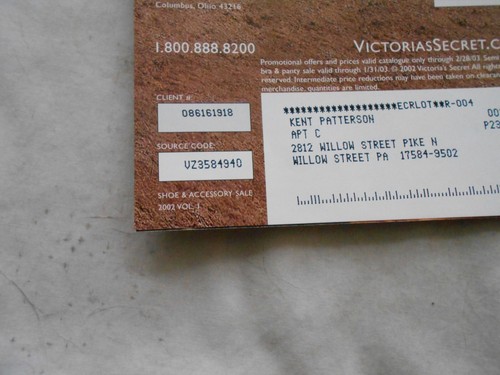 Columbus, Ohio 43216
1.800.888.8200
VICTORIASSECRET.C
Promotional offers and prices valid catalogue only through 2/28/03. Semi
bra & panty sale valid through 1/31/03. © 2002 Victoria's Secret All rights
reserved. Intermediate price reductions may have been taken on clearan
merchandise, quantities are limited.
CLIENT #:
086161918
SOURCE CODE:
VZ3584940
SHOE & ACCESSORY SALE
2002 VOL. 1
*******************ECRLOT**R-004
KENT PATTERSON
APT C
2812 WILLOW STREET PIKE N
WILLOW STREET PA 17584-9502
00
P23